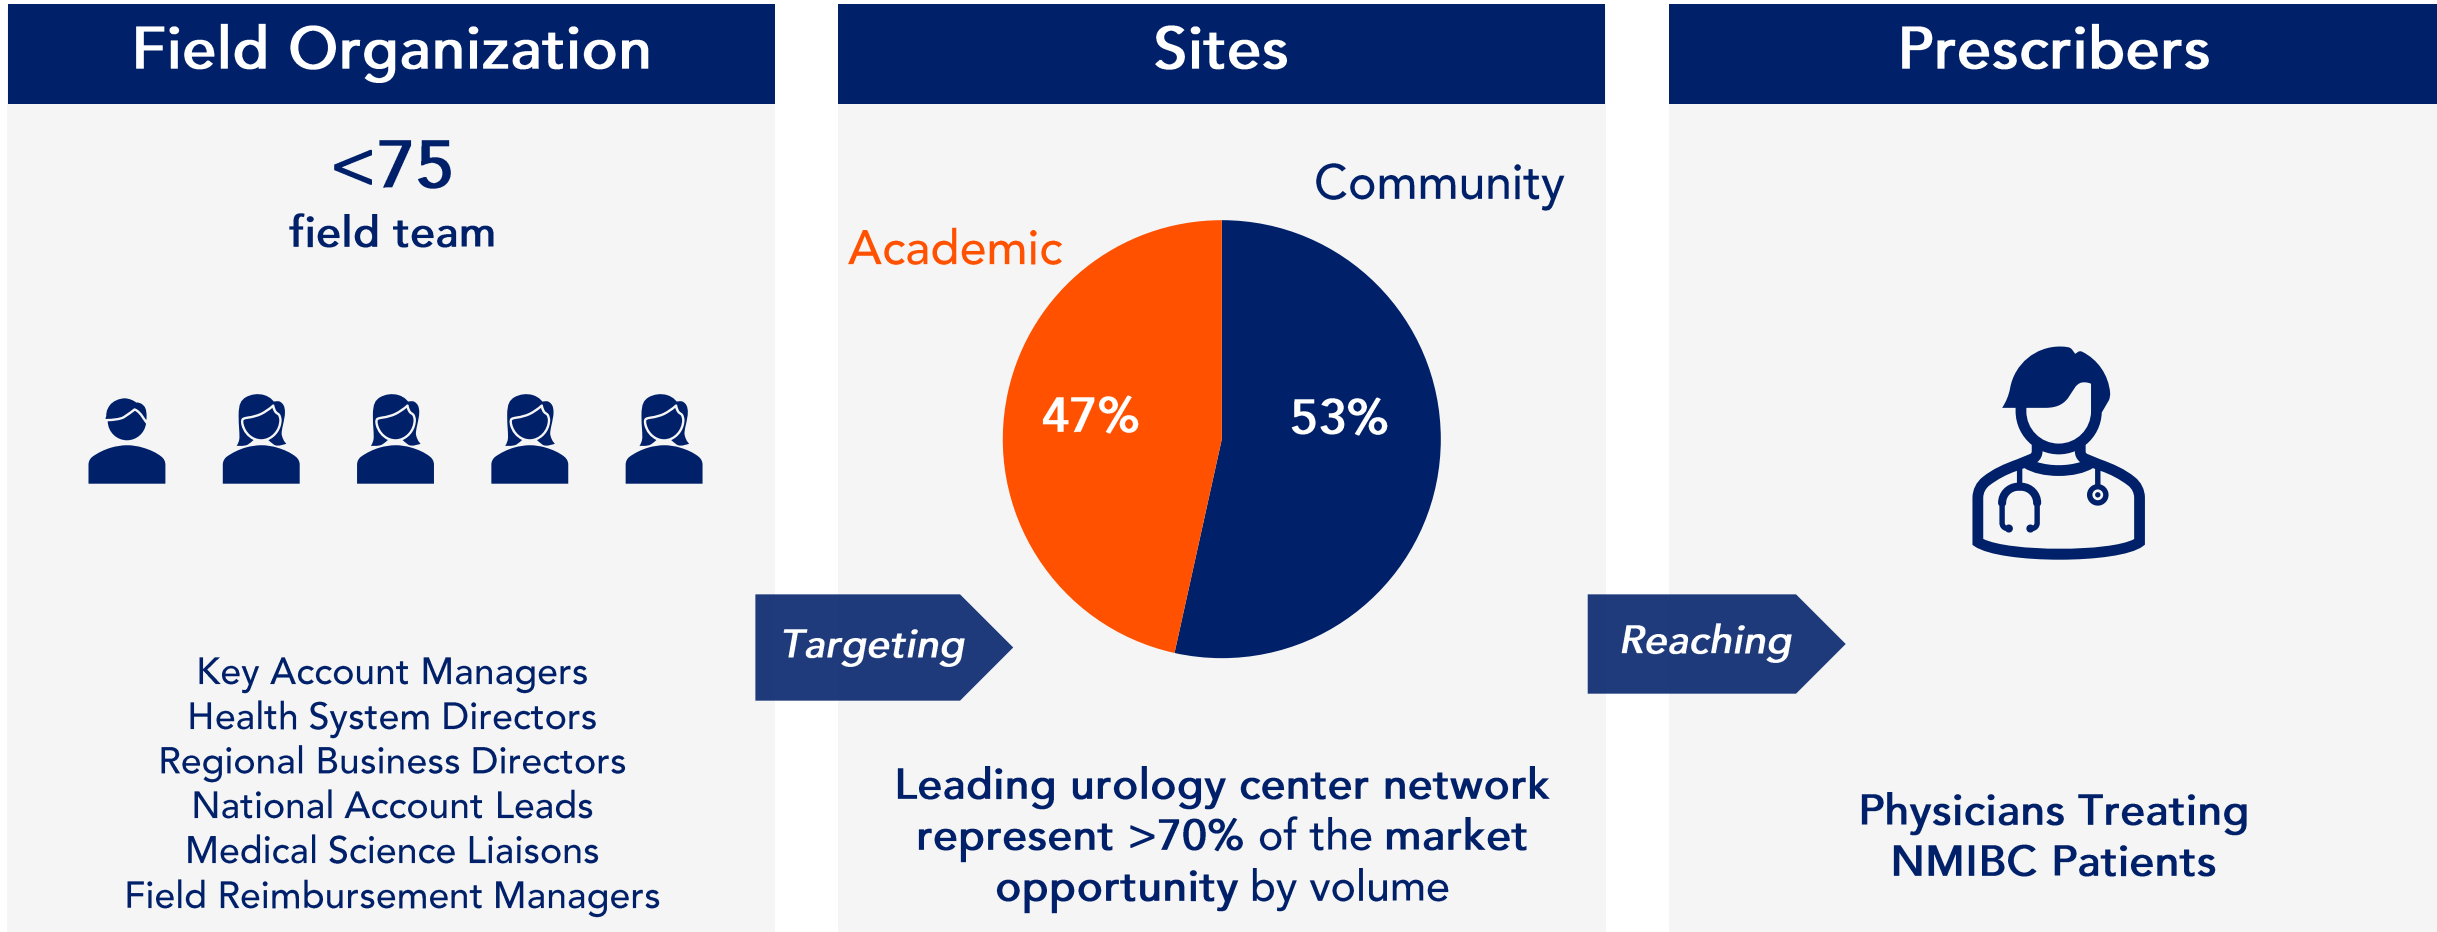 Field Organization
<75
field team
Key Account Managers
Health System Directors
Regional Business Directors
National Account Leads
Medical Science Liaisons
Field Reimbursement Managers
Targeting
Sites
Community
Academic
47%
53%
Leading urology center network
represent >70% of the market
opportunity by volume
Reaching
Prescribers
Physicians Treating
NMIBC Patients